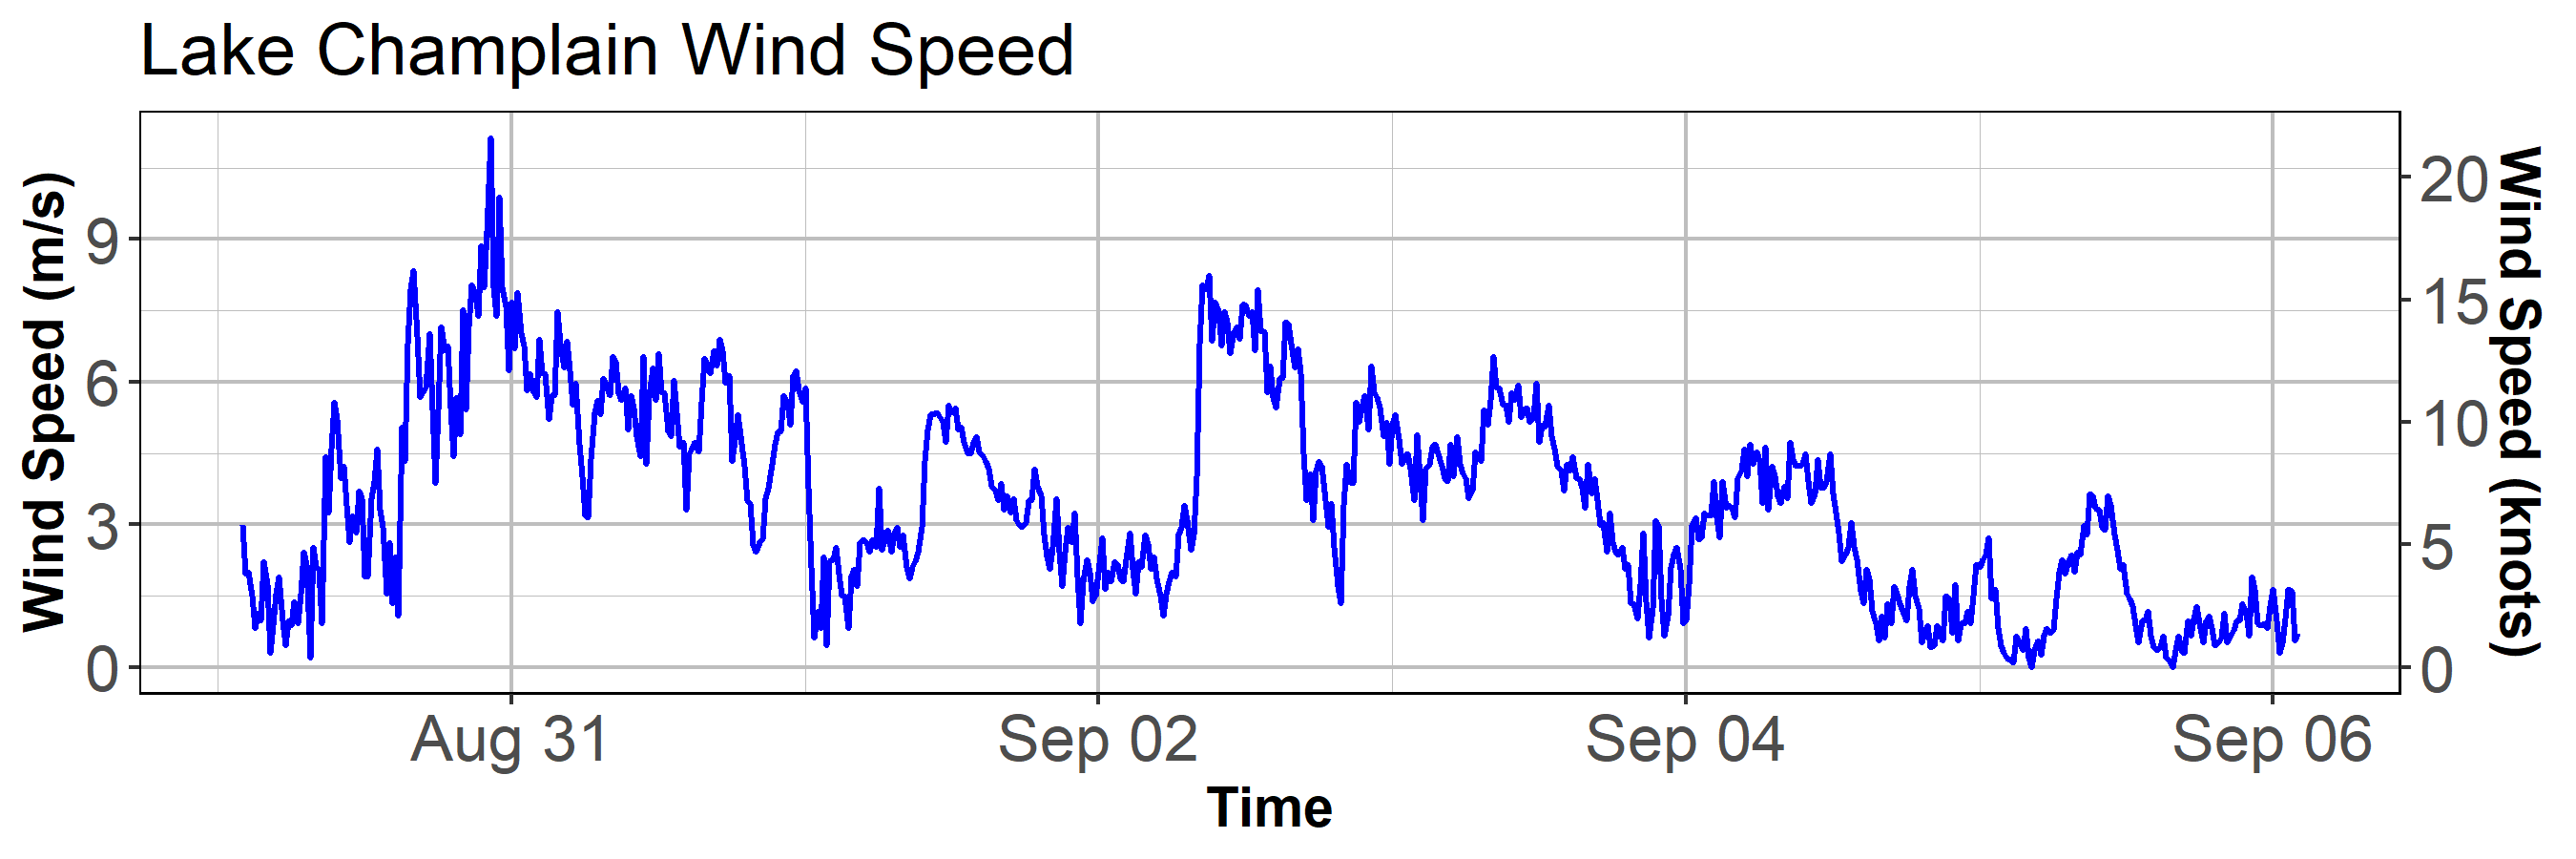 Lake Champlain Wind Speed
Wind Speed (m/s)
9
6
3
0
20
15
10
5
0
Wind Speed (knots)
Aug 31
Sep 02
Sep 04
Sep 06
Time